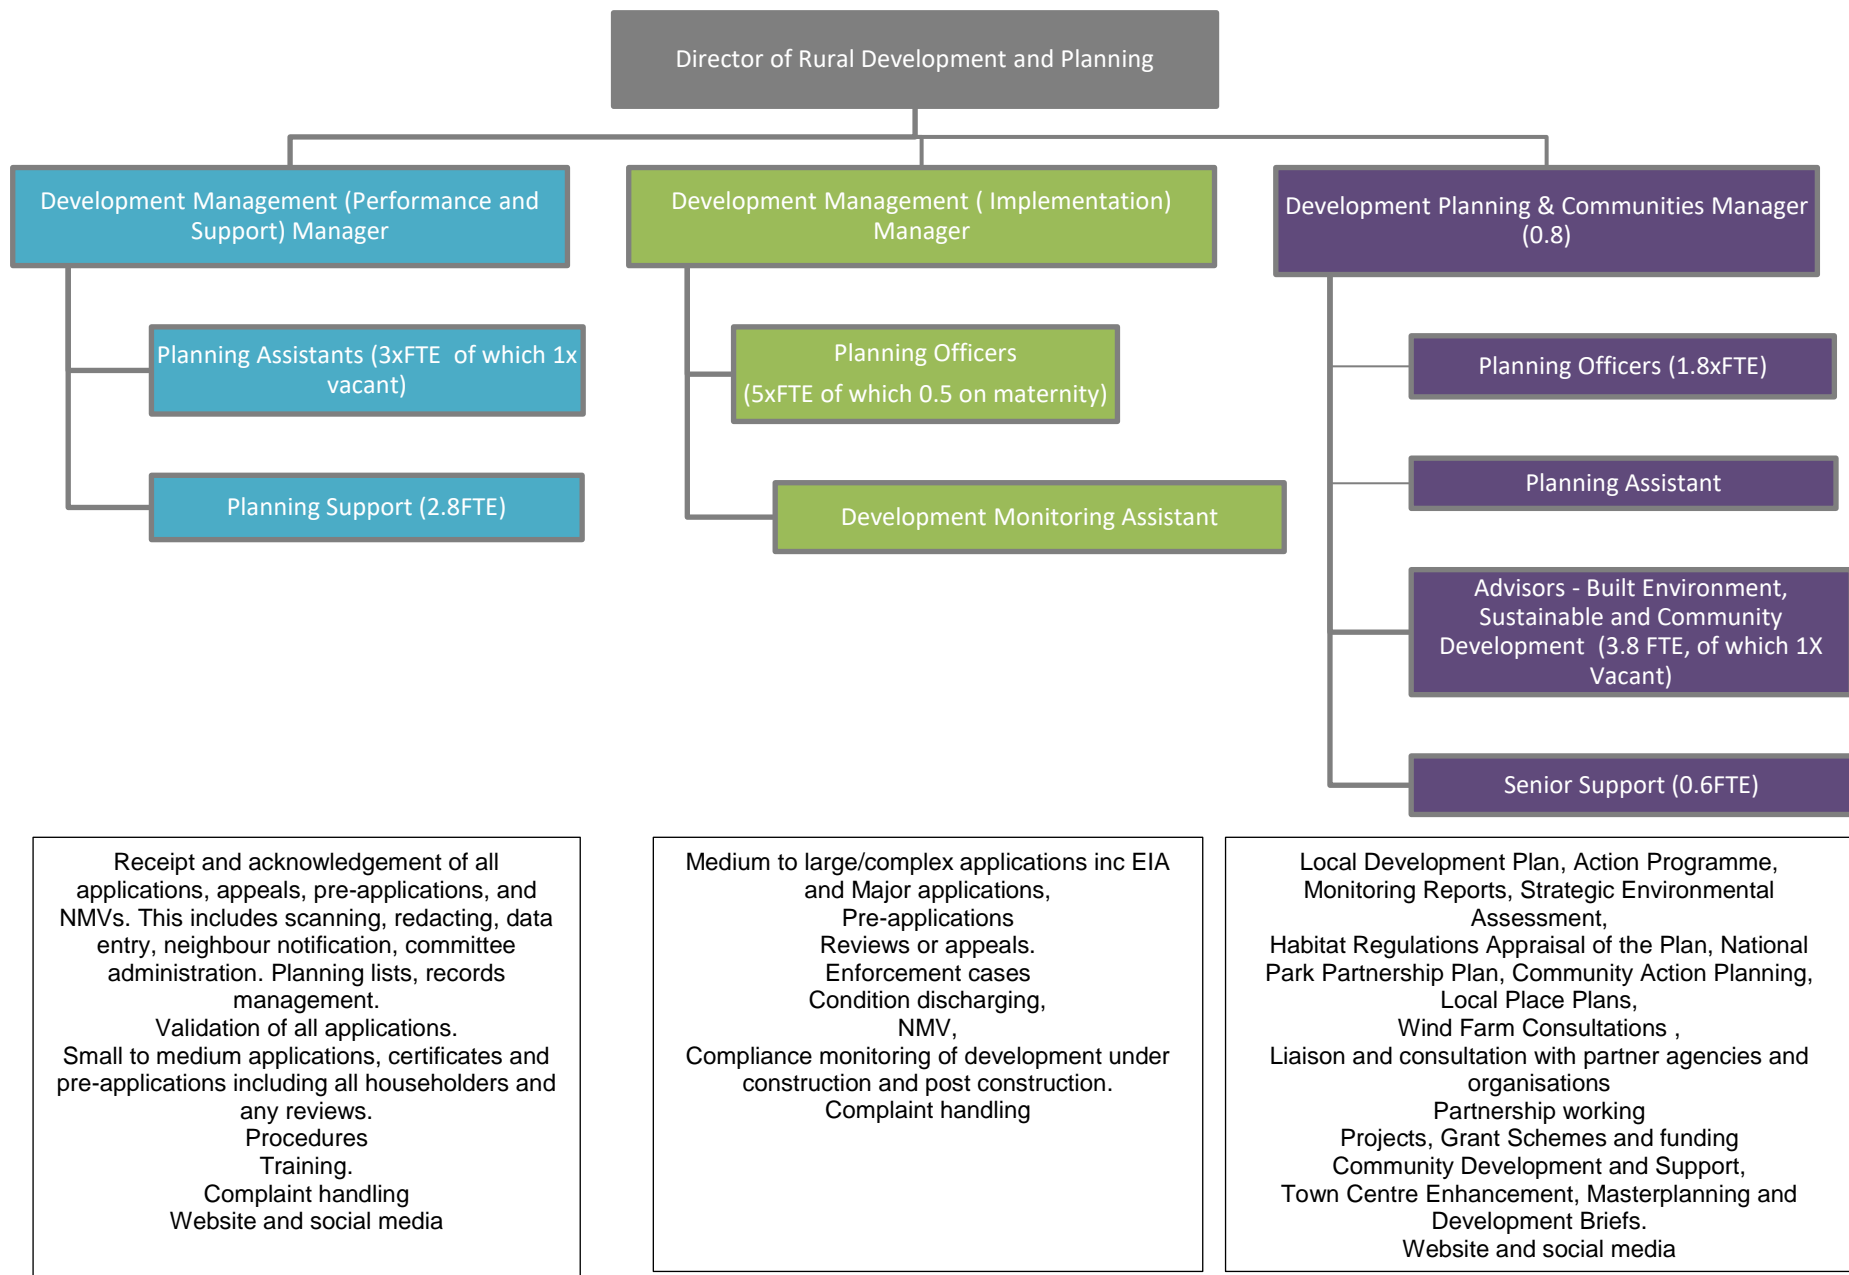 Director of Rural Development and Planning
Development Management (Performance and
Support) Manager
Development Management ( Implementation)
Manager
Development Planning & Communities Manager
(0.8)
Planning Assistants (3xFTE  of which 1x
vacant)
Planning Support (2.8FTE)
Planning Officers
(5xFTE of which 0.5 on maternity)
Development Monitoring Assistant
Planning Officers (1.8xFTE)
Planning Assistant
Advisors - Built Environment,
Sustainable and Community
Development  (3.8 FTE, of which 1X
Vacant)
Senior Support (0.6FTE)
Receipt and acknowledgement of all
applications, appeals, pre-applications, and
NMVs. This includes scanning, redacting, data
entry, neighbour notification, committee
administration. Planning lists, records
management.
Validation of all applications.
Small to medium applications, certificates and
pre-applications including all householders and
any reviews.
Procedures
Training.
Complaint handling
Website and social media
Medium to large/complex applications inc EIA
and Major applications,
Pre-applications
Reviews or appeals.
Enforcement cases
Condition discharging,
NMV,
Compliance monitoring of development under
construction and post construction.
Complaint handling
Local Development Plan, Action Programme,
Monitoring Reports, Strategic Environmental
Assessment,
Habitat Regulations Appraisal of the Plan, National
Park Partnership Plan, Community Action Planning,
Local Place Plans,
Wind Farm Consultations ,
Liaison and consultation with partner agencies and
organisations
Partnership working
Projects, Grant Schemes and funding
Community Development and Support,
Town Centre Enhancement, Masterplanning and
Development Briefs.
Website and social media